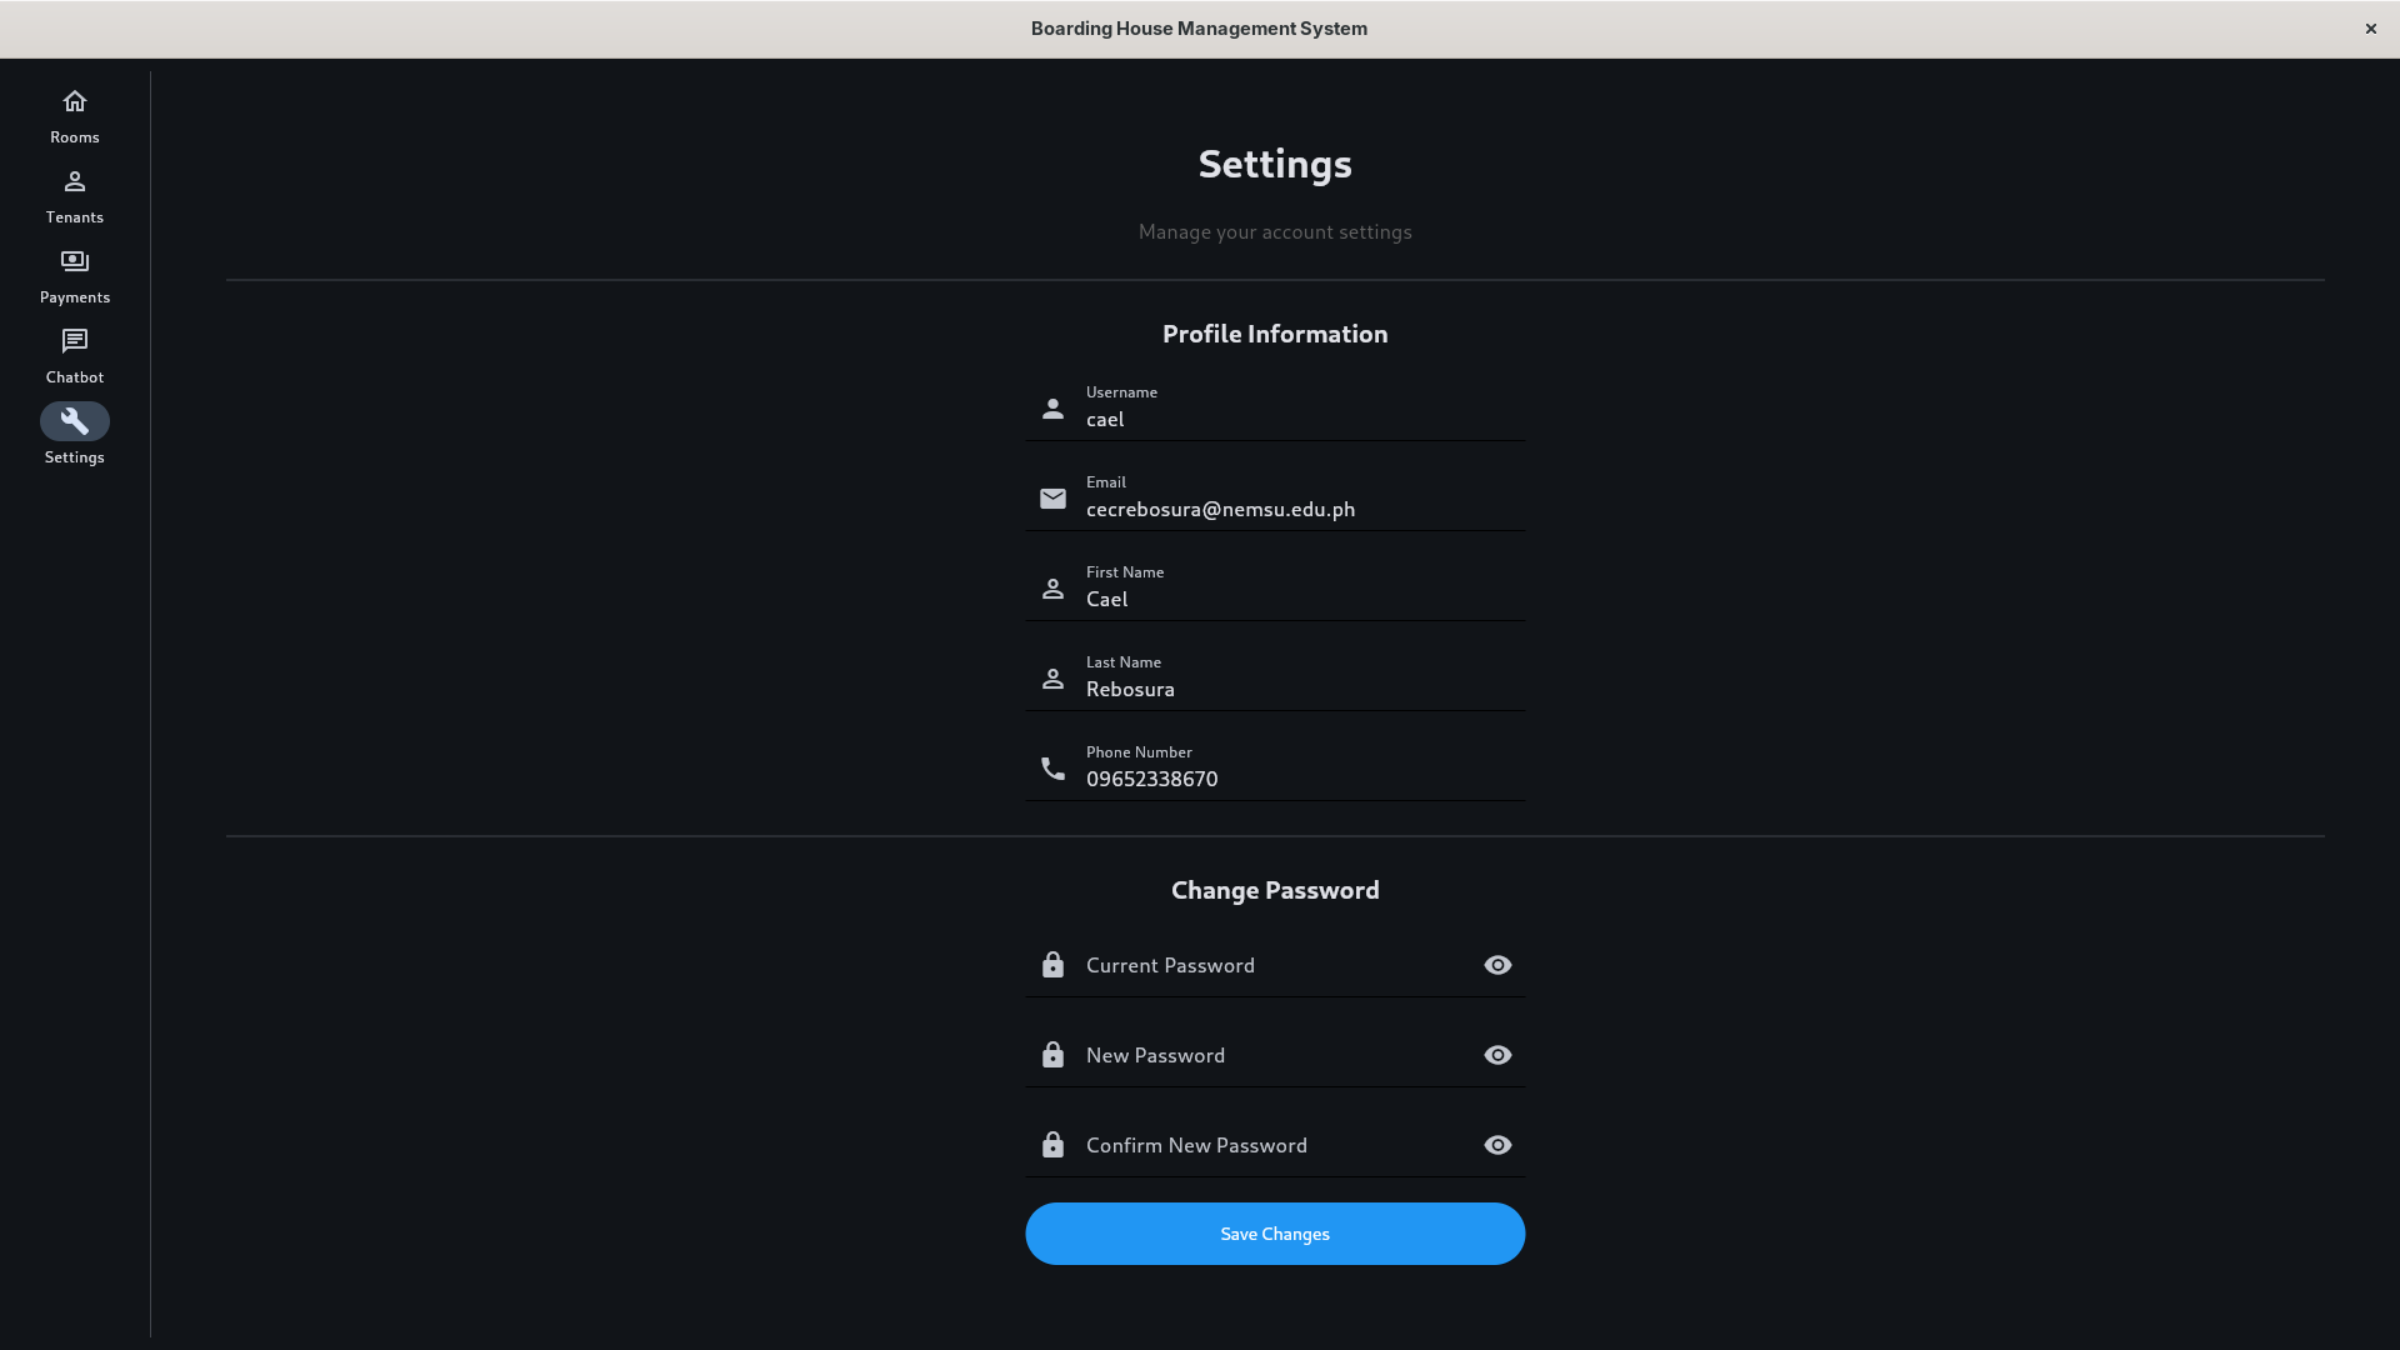 Boarding House Management System
Rooms
Tenants
Payments
Chatbot
Settings
Settings
Manage your account settings
Profile Information
Username
cael
Email
cecrebosura@nemsu.edu.ph
First Name
Cael
Last Name
Rebosura
Phone Number
09652338670
Change Password
Current Password
New Password
Confirm New Password
Save Changes